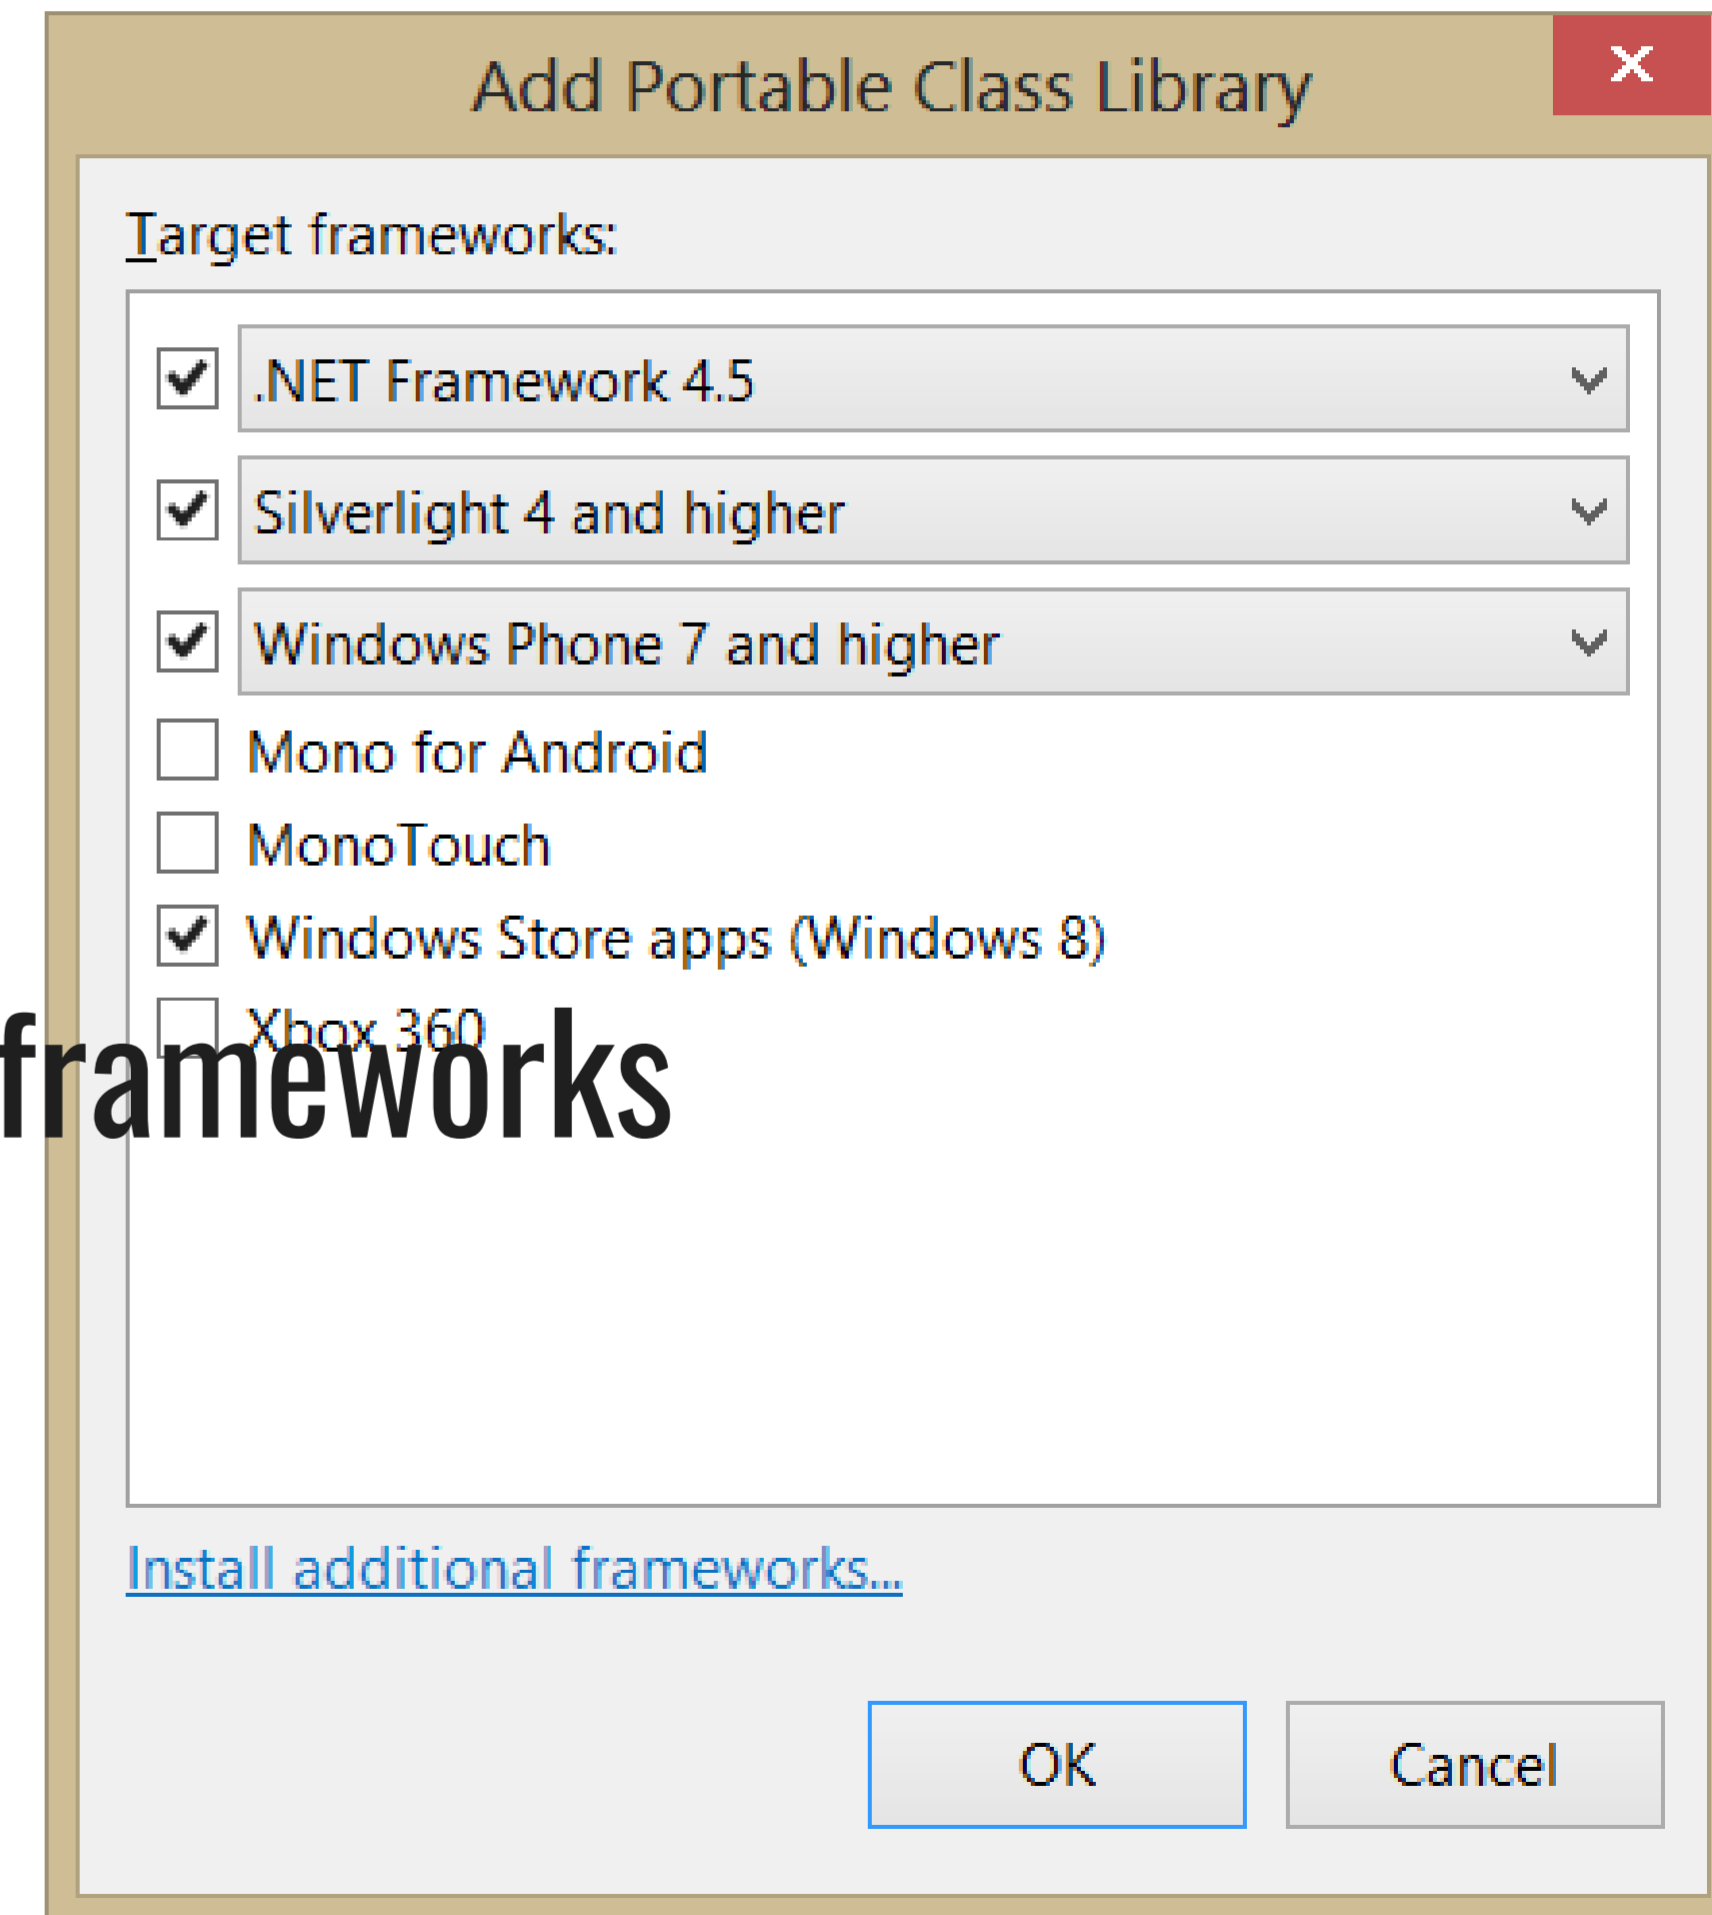 Add Portable Class Library
Target frameworks:
.NET Framework 4.5
Silverlight 4 and higher
Windows Phone 7 and higher
Mono for Android
MonoTouch
Windows Store apps (Windows 8)
Xbox 360
frameworks
Install additional frameworks...
OK
Cancel